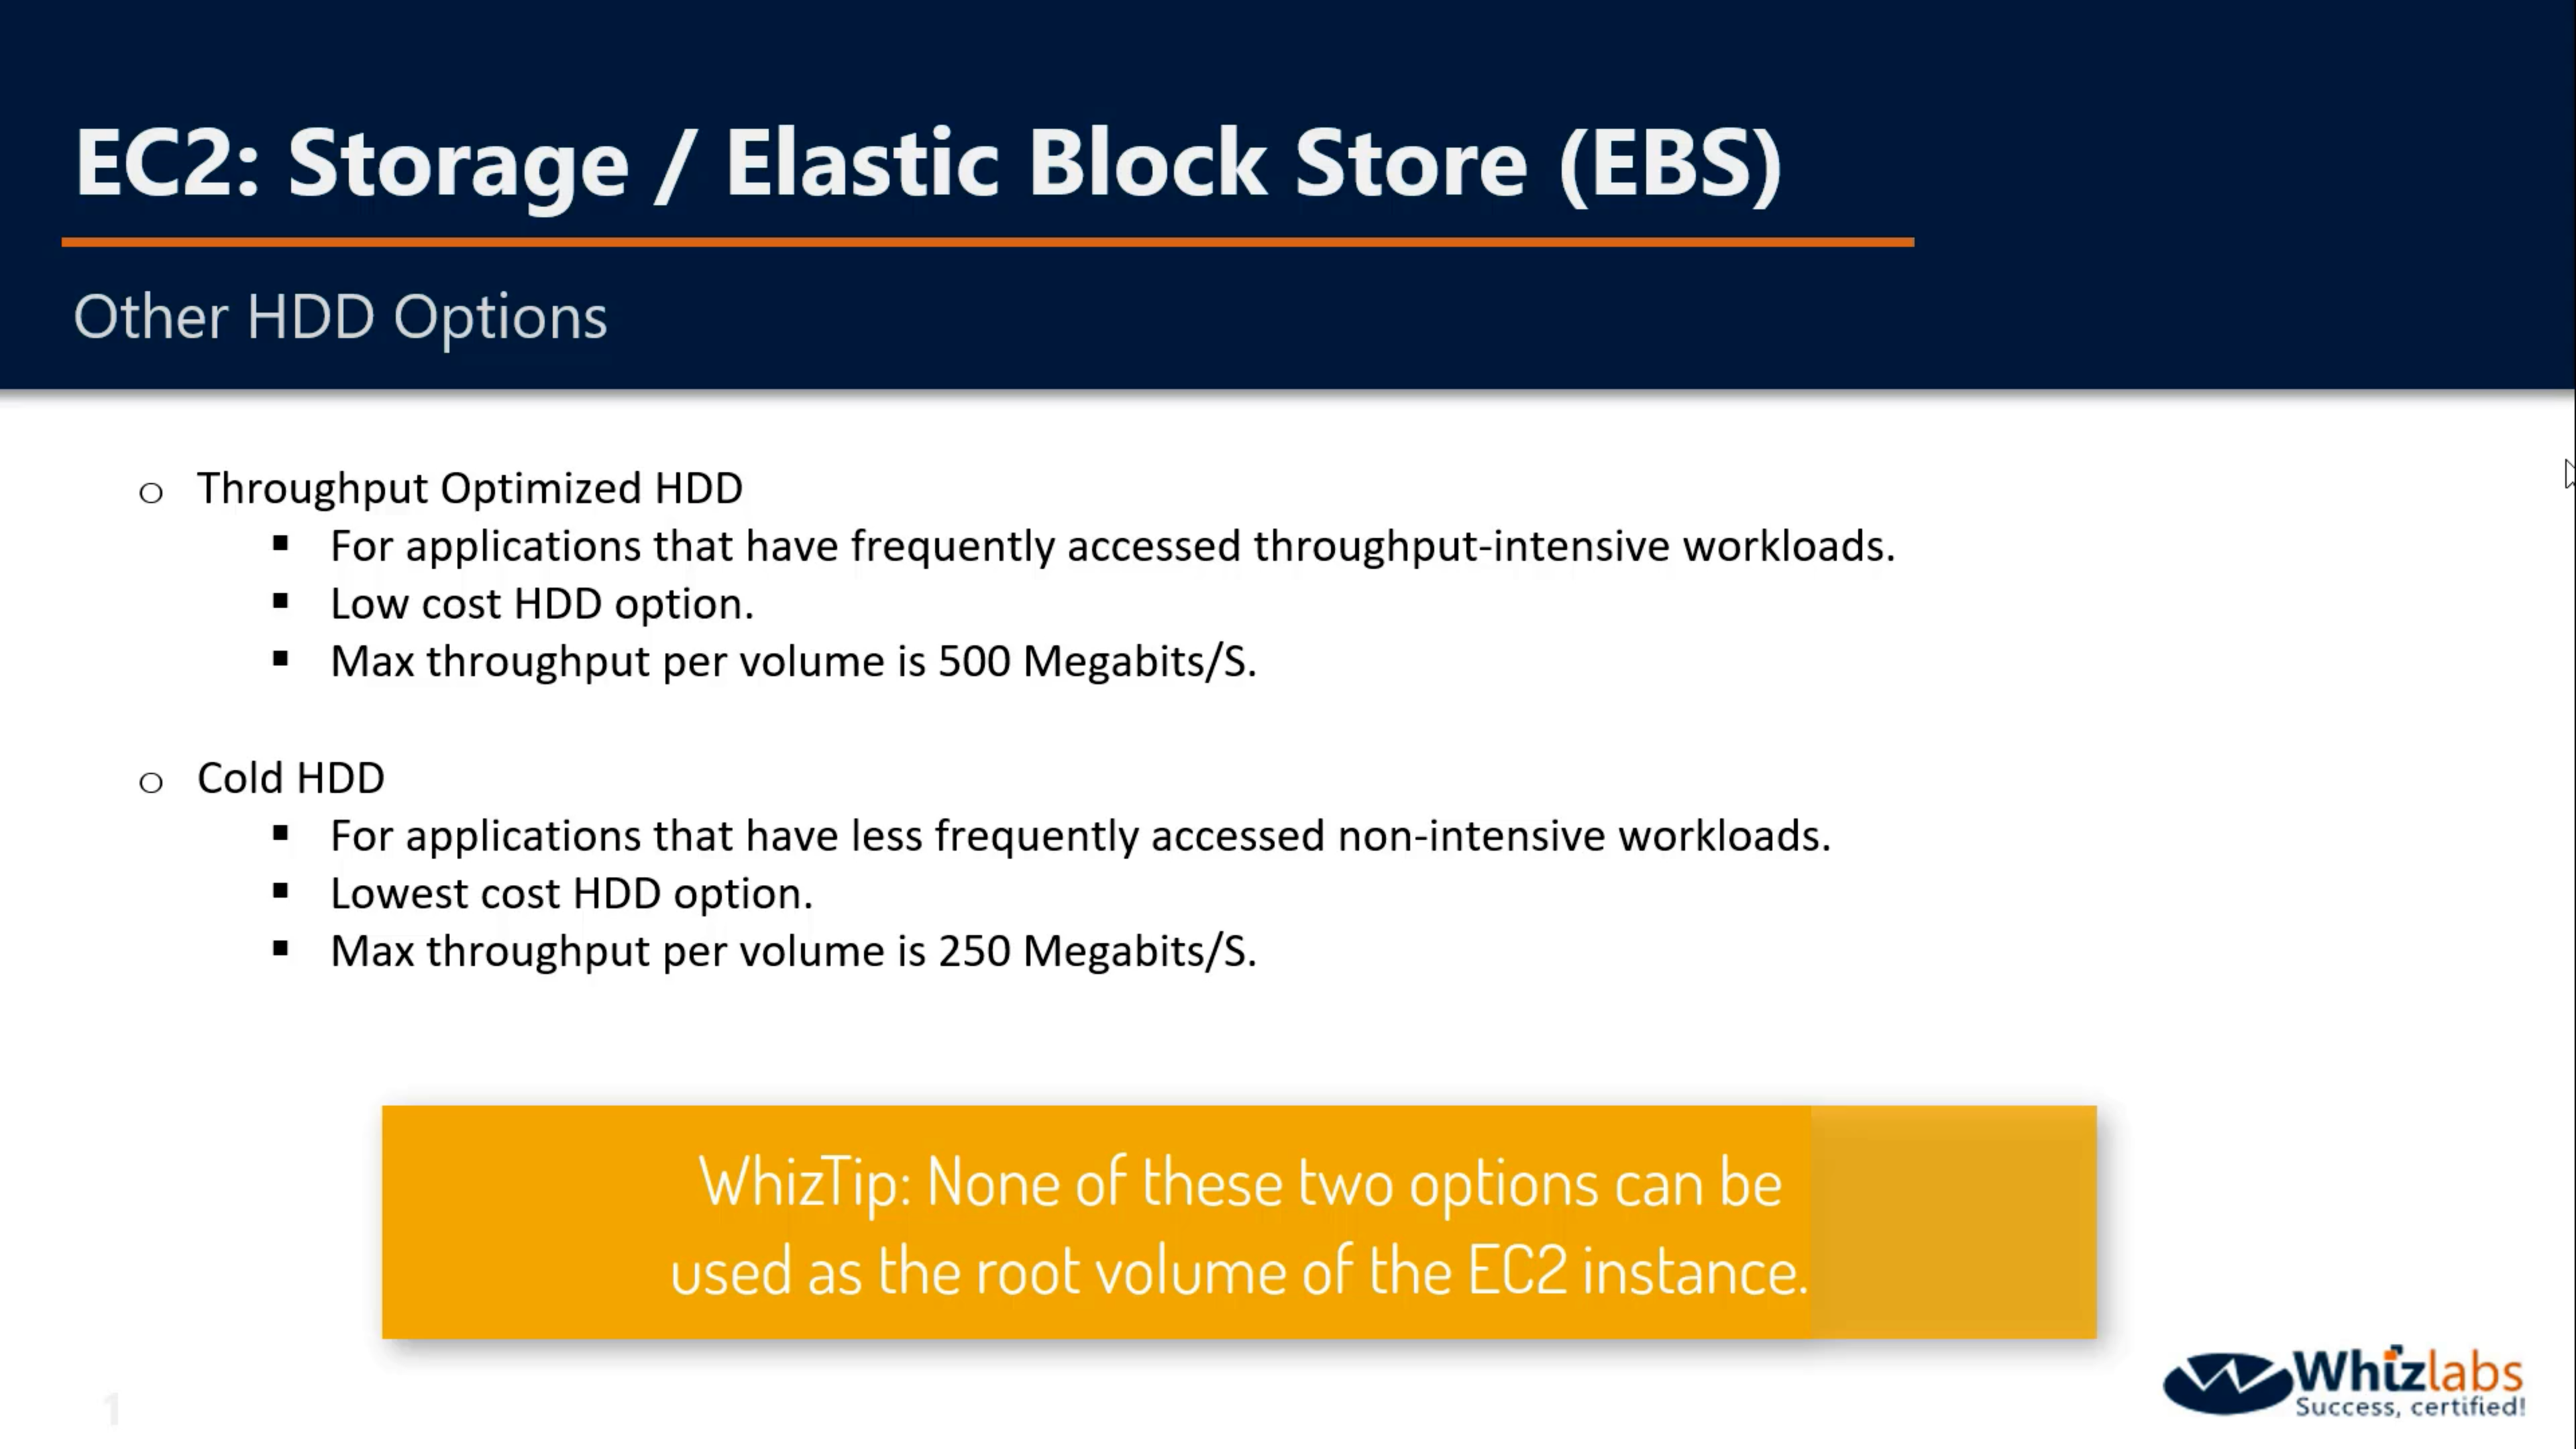 EC2: Storage / Elastic Block Store (EBS)
Other HDD Options
o Throughput Optimized HDD
▪ For applications that have frequently accessed throughput-intensive workloads.
▪ Low cost HDD option.
▪ Max throughput per volume is 500 Megabits/S.
o Cold HDD
▪ For applications that have less frequently accessed non-intensive workloads.
▪ Lowest cost HDD option.
▪ Max throughput per volume is 250 Megabits/S.
WhizTip: None of these two options can be
used as the root volume of the EC2 instance.
1
Whizlabs
Success, certified!